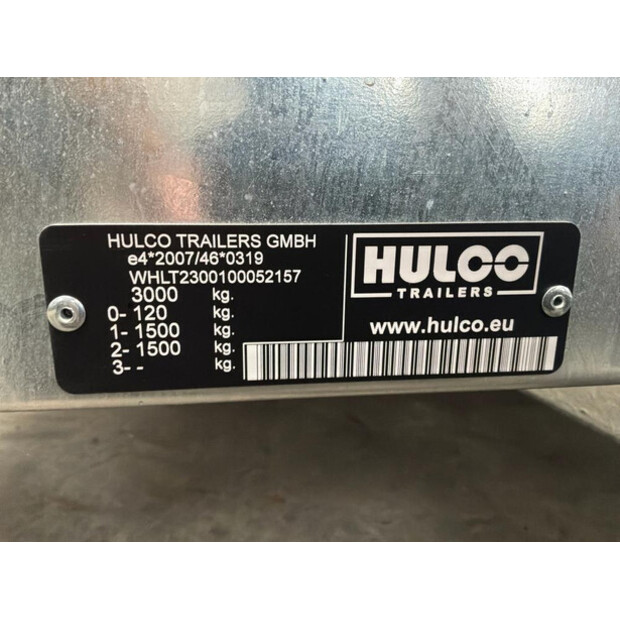 HULCO TRAILERS GMBH
e4*2007/46*0319
WHLT2300100052157
3000 kg.
0- 120 kg.
1- 1500 kg.
2- 1500 kg.
3- - kg.
HULCO
TRAILERS
www.hulco.eu